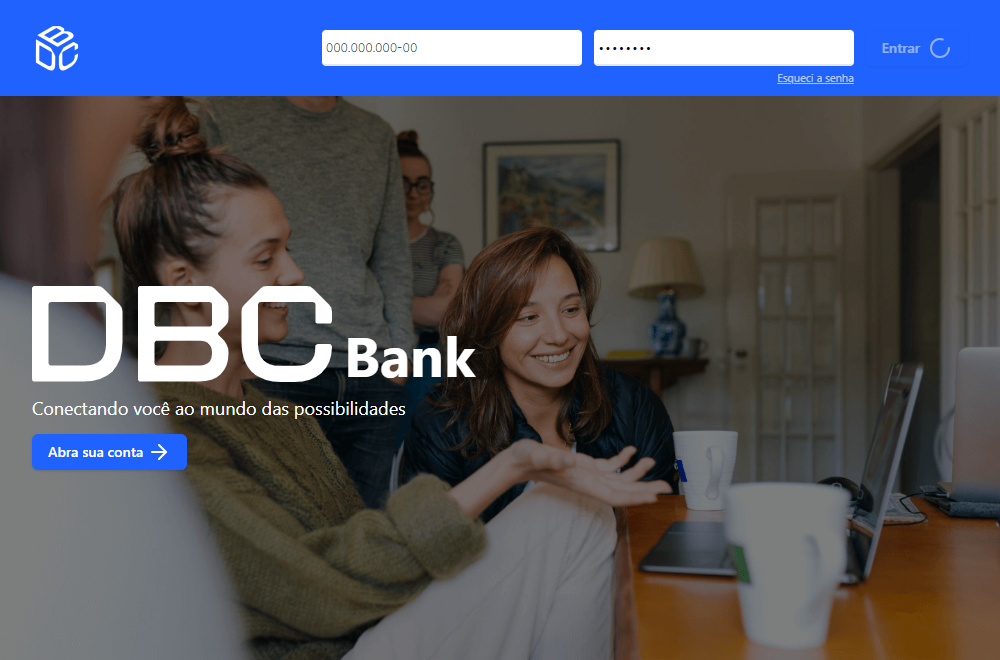 000.000.000-00
••••••••
Entrar
Esqueci a senha
DBC Bank
Conectando você ao mundo das possibilidades
Abra sua conta